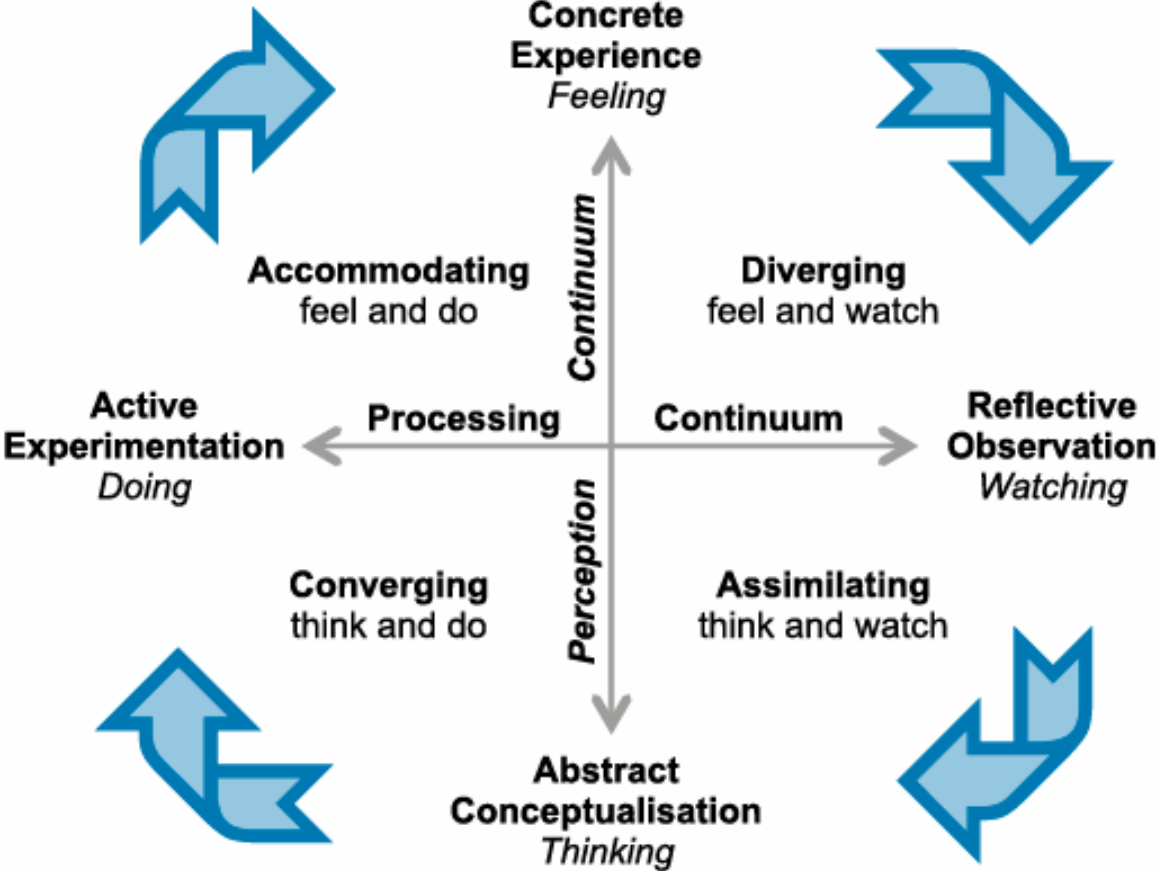 Concrete
Experience
Feeling
Accommodating
feel and do
Continuum
Diverging
feel and watch
Active
Experimentation
Doing
Processing
Continuum
Reflective
Observation
Watching
Converging
think and do
Perception
Assimilating
think and watch
Abstract
Conceptualisation
Thinking